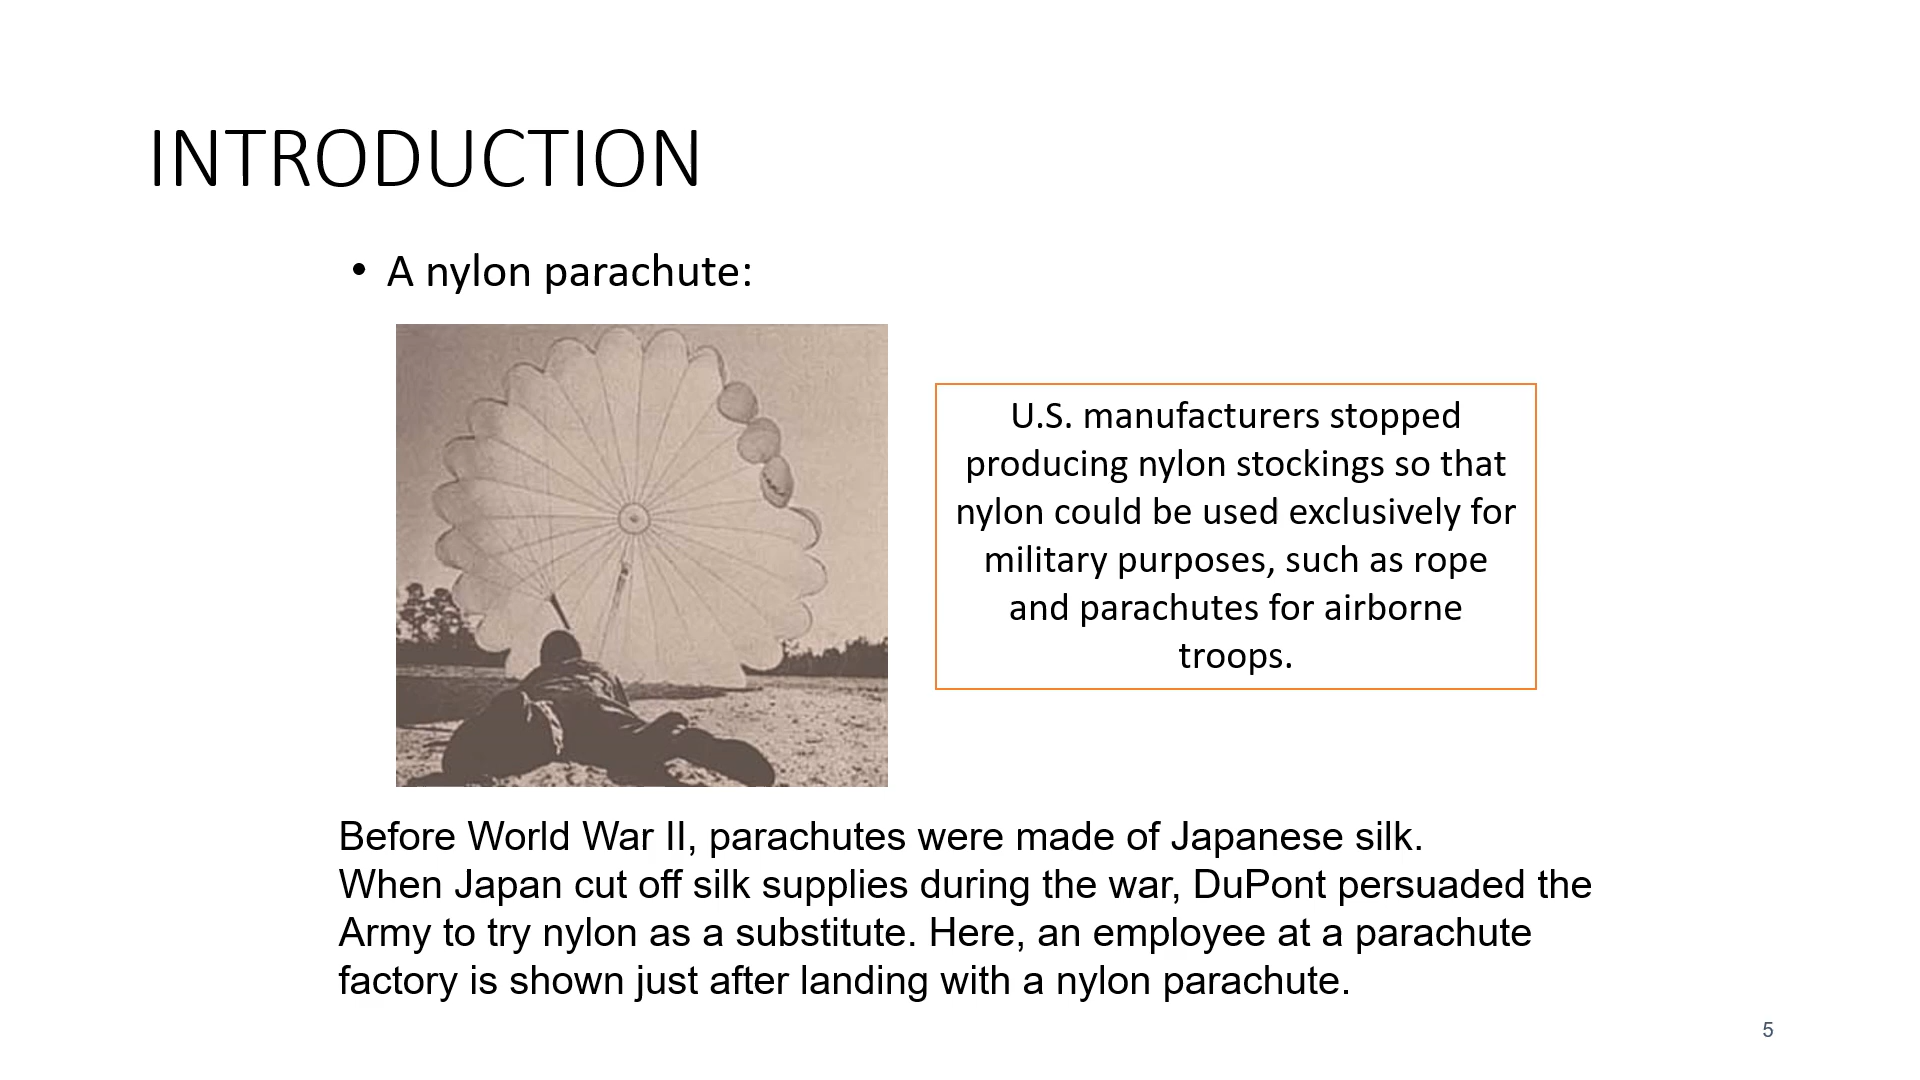 INTRODUCTION
• A nylon parachute:
U.S. manufacturers stopped
producing nylon stockings so that
nylon could be used exclusively for
military purposes, such as rope
and parachutes for airborne
troops.
Before World War II, parachutes were made of Japanese silk.
When Japan cut off silk supplies during the war, DuPont persuaded the
Army to try nylon as a substitute. Here, an employee at a parachute
factory is shown just after landing with a nylon parachute.
5